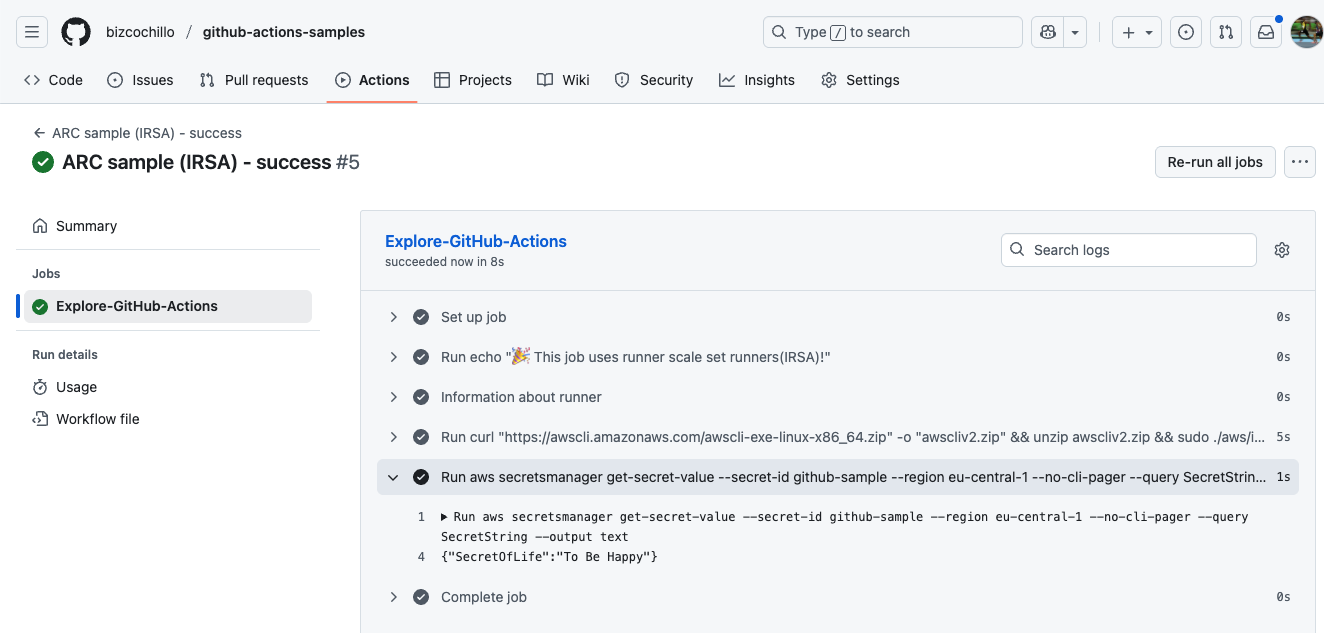 bizcochillo / github-actions-samples
Type / to search
Code Issues Pull requests Actions Projects Wiki Security Insights Settings
← ARC sample (IRSA) - success
ARC sample (IRSA) - success #5
Re-run all jobs
Summary
Jobs
Explore-GitHub-Actions
Run details
Usage
Workflow file
Explore-GitHub-Actions
succeeded now in 8s
Search logs
Set up job 0s
Run echo "🎉 This job uses runner scale set runners(IRSA)!" 0s
Information about runner 0s
Run curl "https://awscli.amazonaws.com/awscli-exe-linux-x86_64.zip" -o "awscliv2.zip" && unzip awscliv2.zip && sudo ./aws/i... 5s
Run aws secretsmanager get-secret-value --secret-id github-sample --region eu-central-1 --no-cli-pager --query SecretStrin... 1s
1 ▶ Run aws secretsmanager get-secret-value --secret-id github-sample --region eu-central-1 --no-cli-pager --query
SecretString --output text
4 {"SecretOfLife":"To Be Happy"}
Complete job 0s